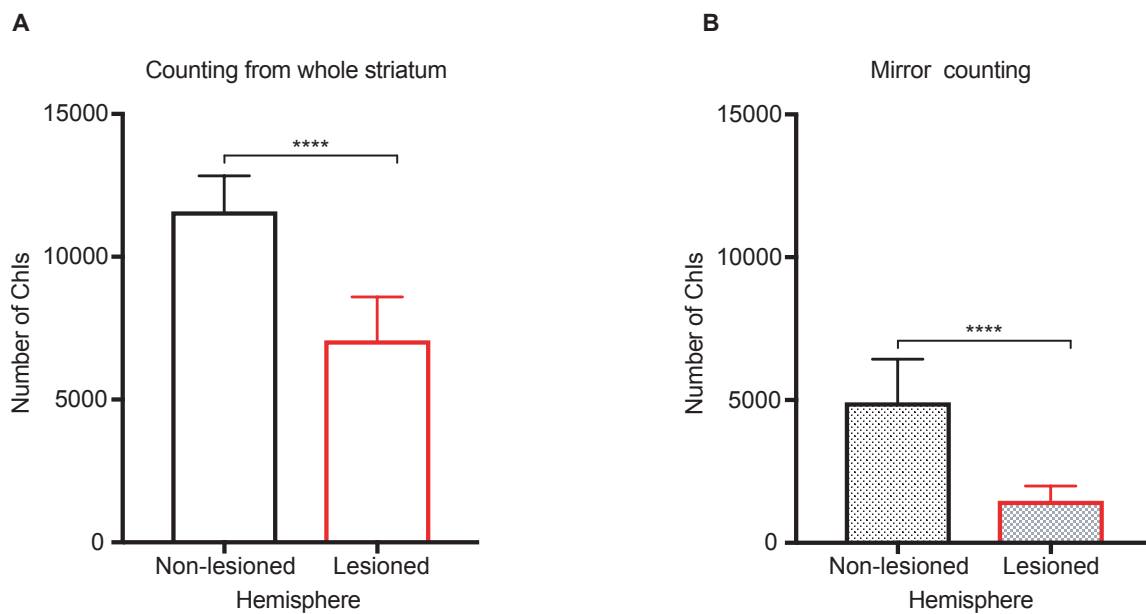 A
Counting from whole striatum
15000
10000
5000
0
Number of ChIs
****
Non-lesioned Lesioned
Hemisphere
B
Mirror counting
15000
10000
5000
0
Number of ChIs
****
Non-lesioned Lesioned
Hemisphere